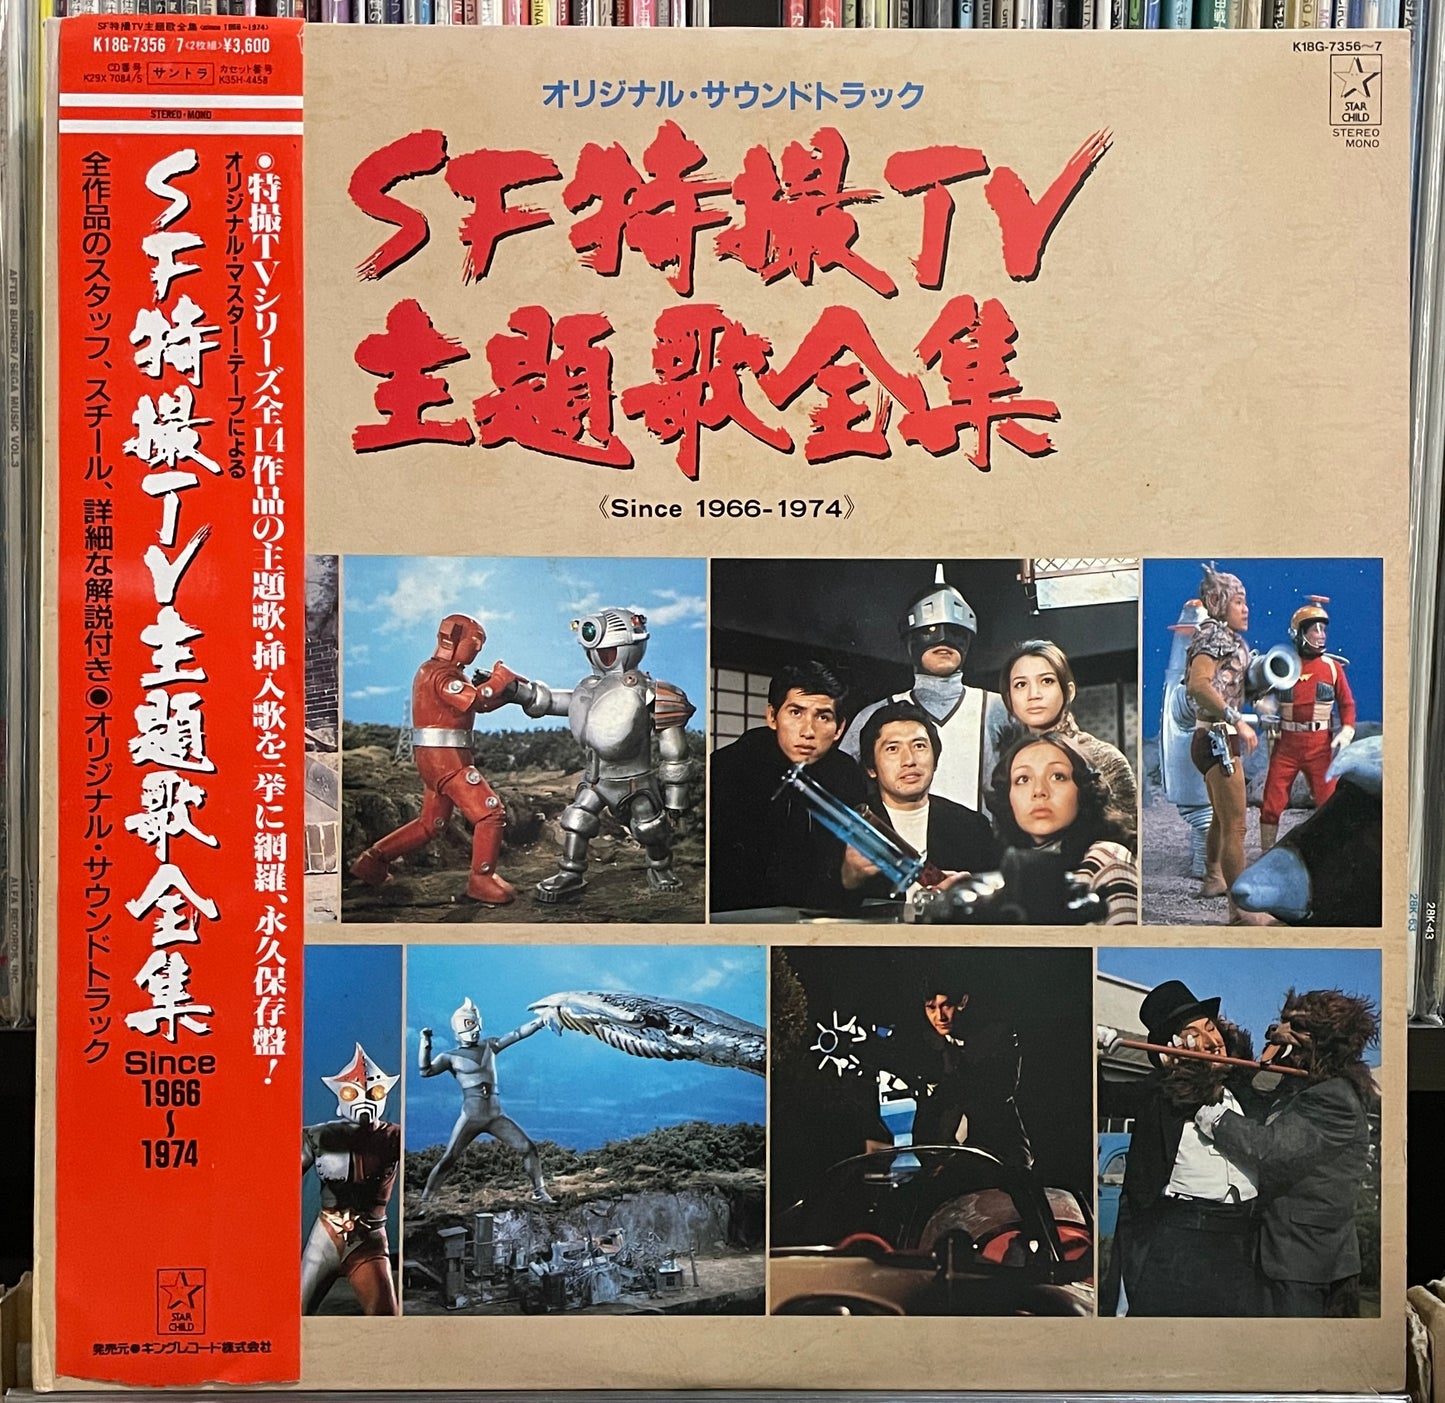 SF特撮TV主題歌全集<since 1966~1974>
K18G-7356/7<2枚組>¥3,600
CD番号
K29X 7084/5
サントラ
カセット番号
K35H-4458
STEREO・MONO
●特撮TVシリーズ全14作品の主題歌・挿入歌を一挙に網羅、永久保存盤!
オリジナル・マスター・テープによる
SF特撮TV主題歌全集
Since
1966
~
1974
全作品のスタッフ、スチール、詳細な解説付き●オリジナル・サウンドトラック
STAR
CHILD
発売元●キングレコード株式会社
K18G-7356~7
STAR
CHILD
STEREO
MONO
オリジナル・サウンドトラック
SF特撮TV
主題歌全集
《Since 1966-1974》
AFTER BURNER/SEGA MUSIC VOL.3
ALFA RECORDS, INC.
28K-63
28K-43